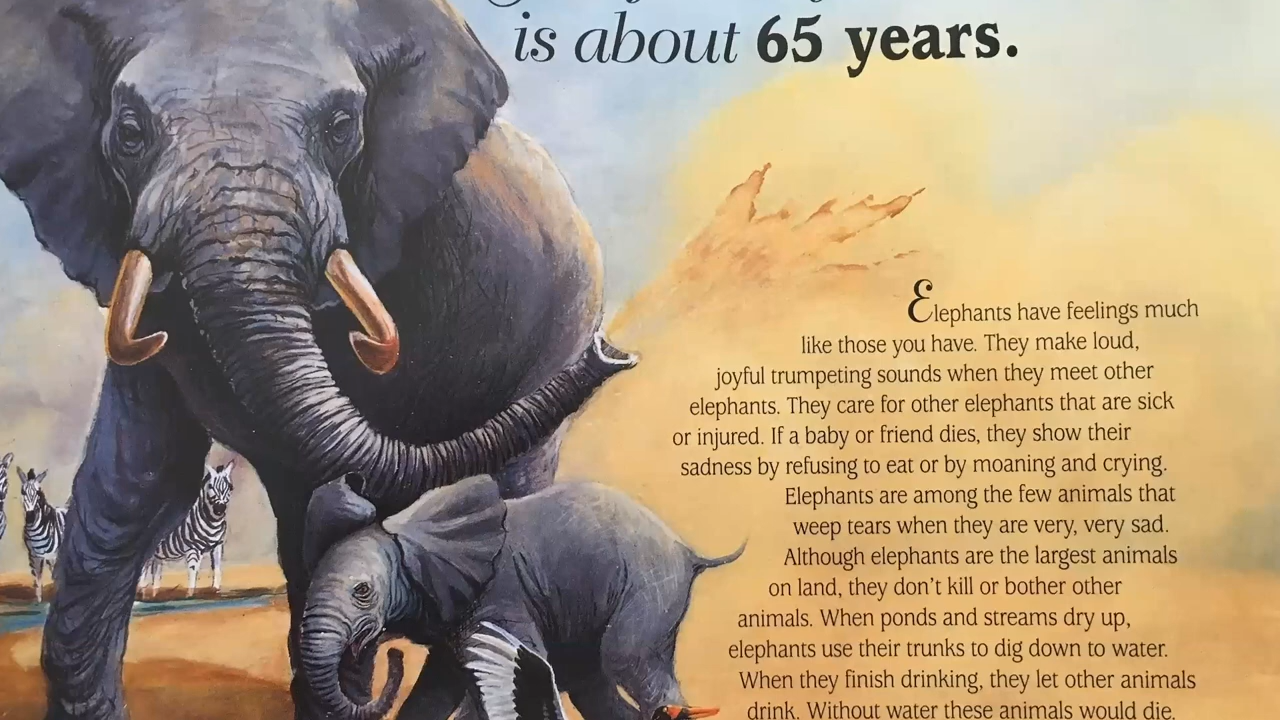 is about 65 years.
Elephants have feelings much
like those you have. They make loud,
joyful trumpeting sounds when they meet other
elephants. They care for other elephants that are sick
or injured. If a baby or friend dies, they show their
sadness by refusing to eat or by moaning and crying.
Elephants are among the few animals that
weep tears when they are very, very sad.
Although elephants are the largest animals
on land, they don't kill or bother other
animals. When ponds and streams dry up,
elephants use their trunks to dig down to water.
When they finish drinking, they let other animals
drink. Without water these animals would die.